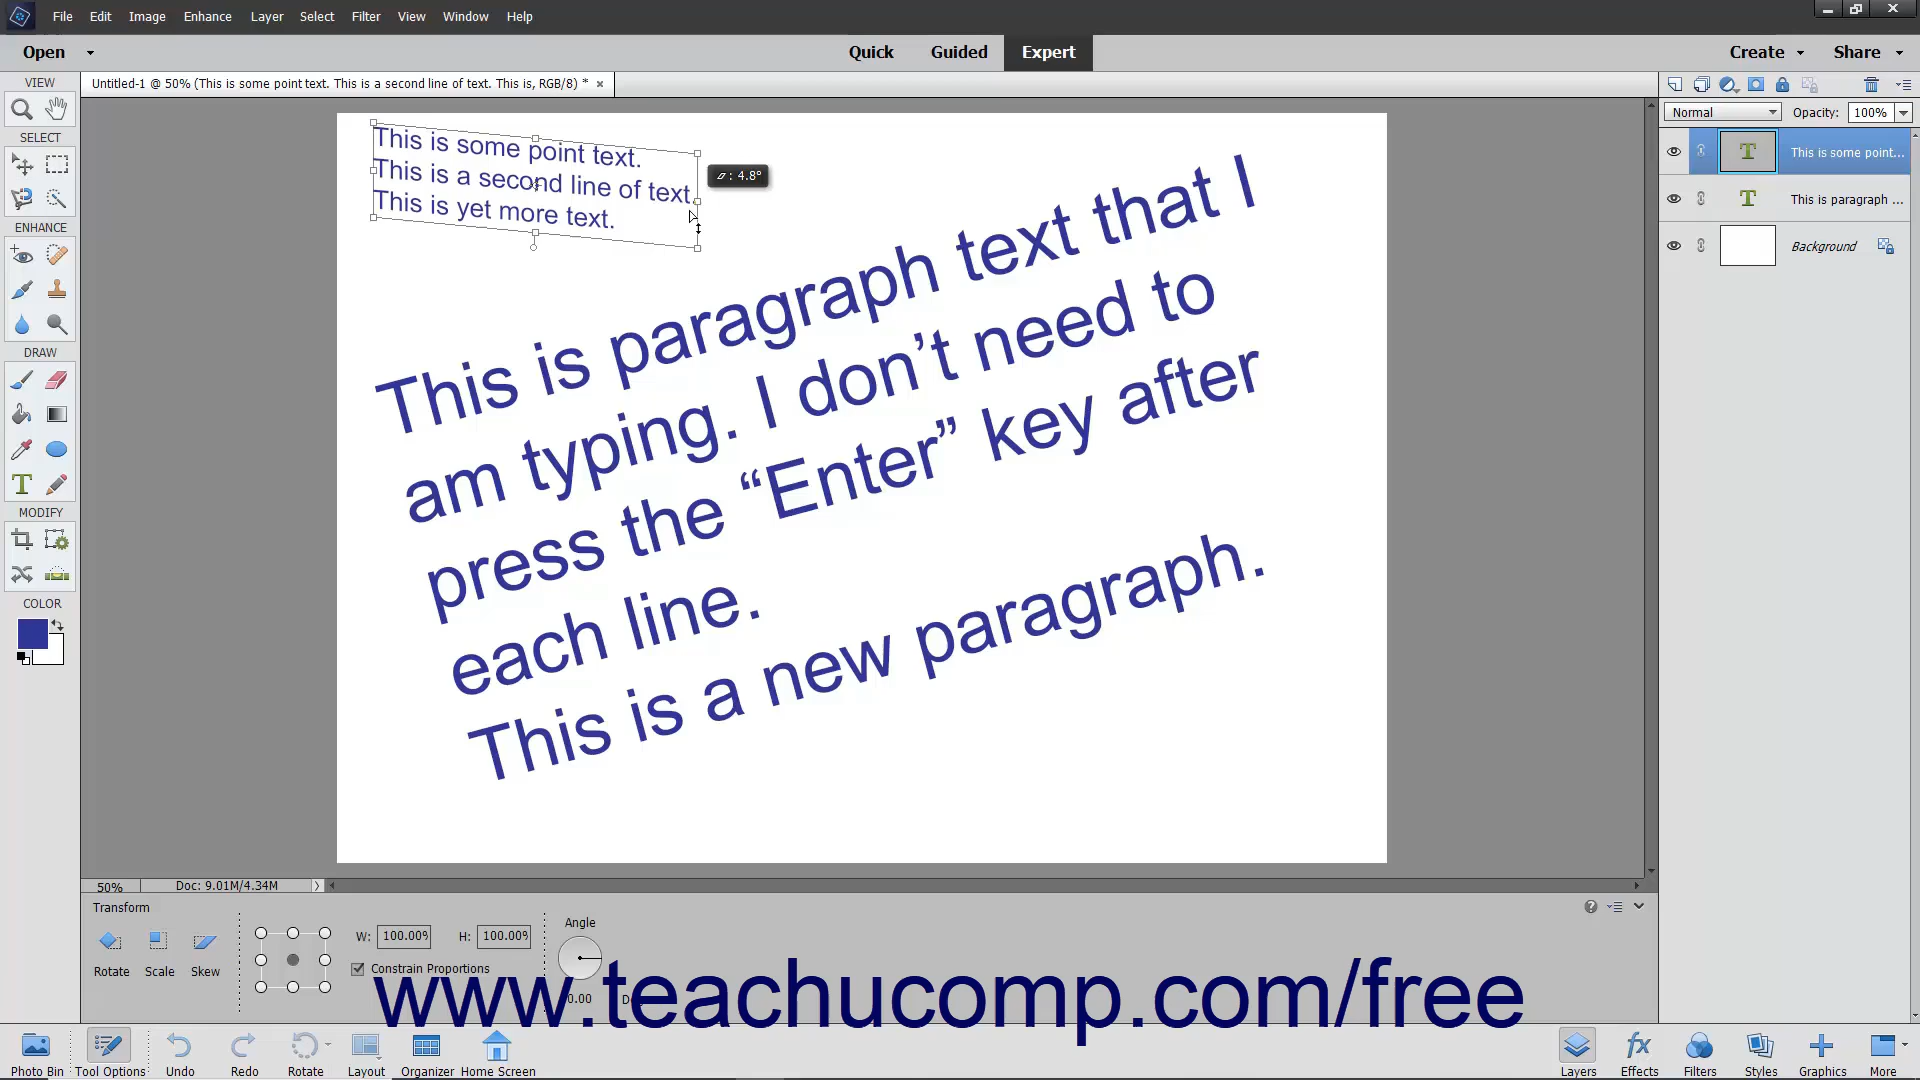 File Edit Image Enhance Layer Select Filter View Window Help
Open Quick Guided Expert Create Share
VIEW Untitled-1 @ 50% (This is some point text. This is a second line of text. This is, RGB/8) * ×
Normal Opacity: 100%
SELECT
ENHANCE
DRAW
MODIFY
COLOR
This is some point text.
This is a second line of text.
This is yet more text.
: 4.8°
This is paragraph text that I
am typing. I don’t need to
press the “Enter” key after
each line.
This is a new paragraph.
T This is some point...
T This is paragraph ...
Background
50% Doc: 9.01M/4.34M
Transform
Rotate Scale Skew
W: 100.00% H: 100.00%
Constrain Proportions
Angle
0.00
www.teachucomp.com/free
Photo Bin Tool Options Undo Redo Rotate Layout Organizer Home Screen Layers Effects Filters Styles Graphics More